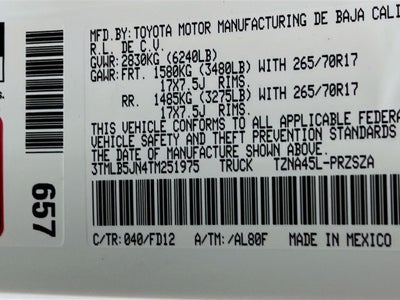 MFD.BY: TOYOTA MOTOR MANUFACTURING DE BAJA CALI
R.L. DE C.V.
GVWR: 2830KG (6240LB)
GAWR: FRT. 1580KG (3480LB) WITH 265/70R17
17X7.5J RIMS.
RR. 1485KG (3275LB) WITH 265/70R17
17X7.5J RIMS.
THIS VEHICLE CONFORMS TO ALL APPLICABLE FEDERA
VEHICLE SAFETY AND THEFT PREVENTION STANDARDS
THE DATE OF MANUFACTURE SHOWN ABOVE.
3TMLB5JN4TM251975 TRUCK TZNA45L-PRZSZA
C/TR: 040/FD12 A/TM: /AL80F MADE IN MEXICO
657
s.